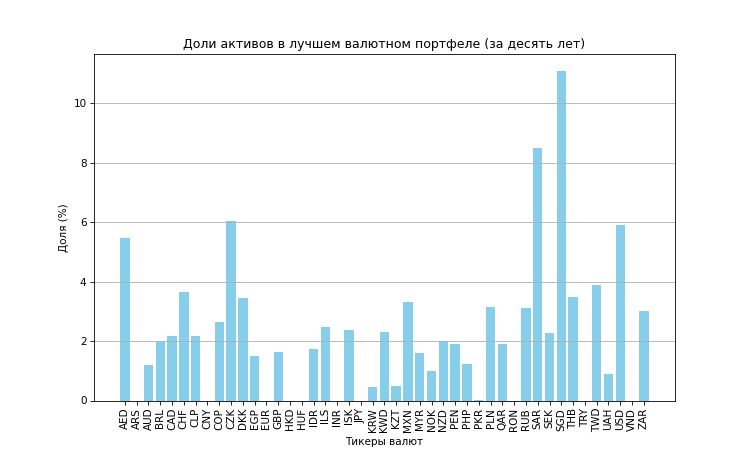 Доли активов в лучшем валютном портфеле (за десять лет)
Доля (%)
10
8
6
4
2
0
AED ARS AUD BRL CAD CHF CLP CNY COP CZK DKK EGP EUR GBP HKD HUF IDR ILS INR ISK JPY KRW KWD KZT MXN MYR NOK NZD PEN PHP PKR PLN QAR RON RUB SAR SEK SGD THB TRY TWD UAH USD VND ZAR
Тикеры валют